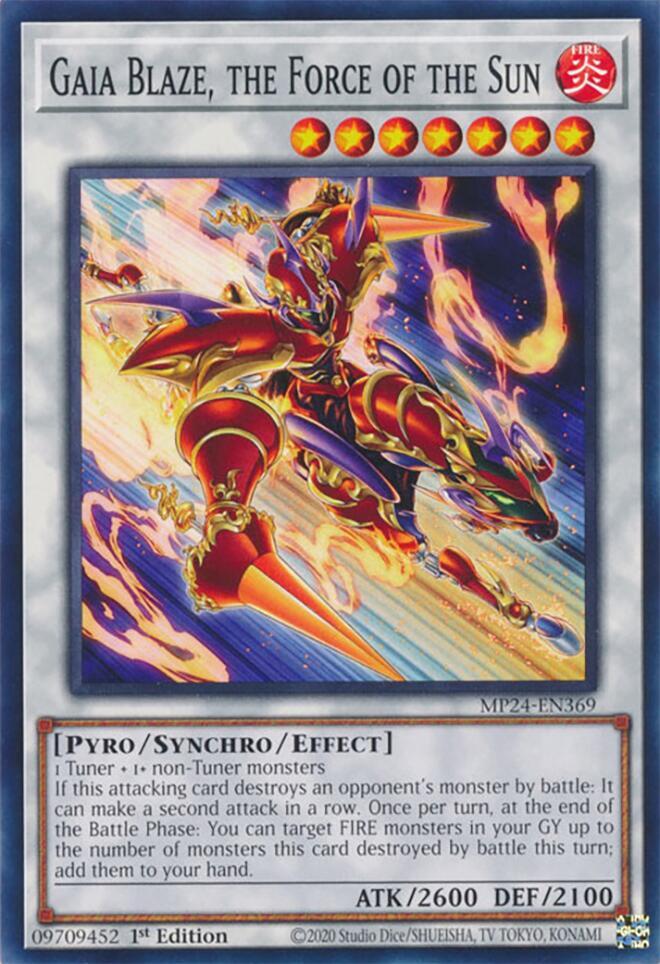 Gaia Blaze, the Force of the Sun
FIRE
炎
MP24-EN369
[Pyro/Synchro/Effect]
1 Tuner + 1+ non-Tuner monsters
If this attacking card destroys an opponent's monster by battle: It
can make a second attack in a row. Once per turn, at the end of
the Battle Phase: You can target FIRE monsters in your GY up to
the number of monsters this card destroyed by battle this turn;
add them to your hand.
ATK/2600 DEF/2100
09709452 1st Edition ©2020 Studio Dice/SHUEISHA, TV TOKYO, KONAMI